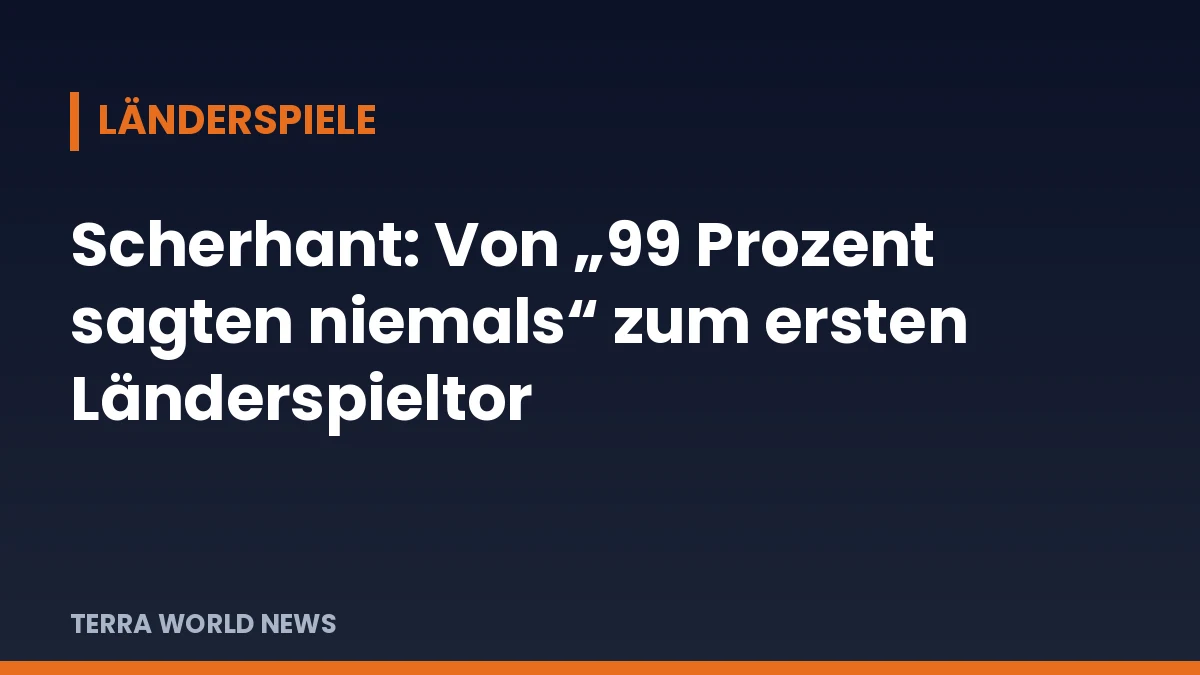 LÄNDERSPIELE
Scherhant: Von „99 Prozent
sagten niemals“ zum ersten
Länderspieltor
TERRA WORLD NEWS